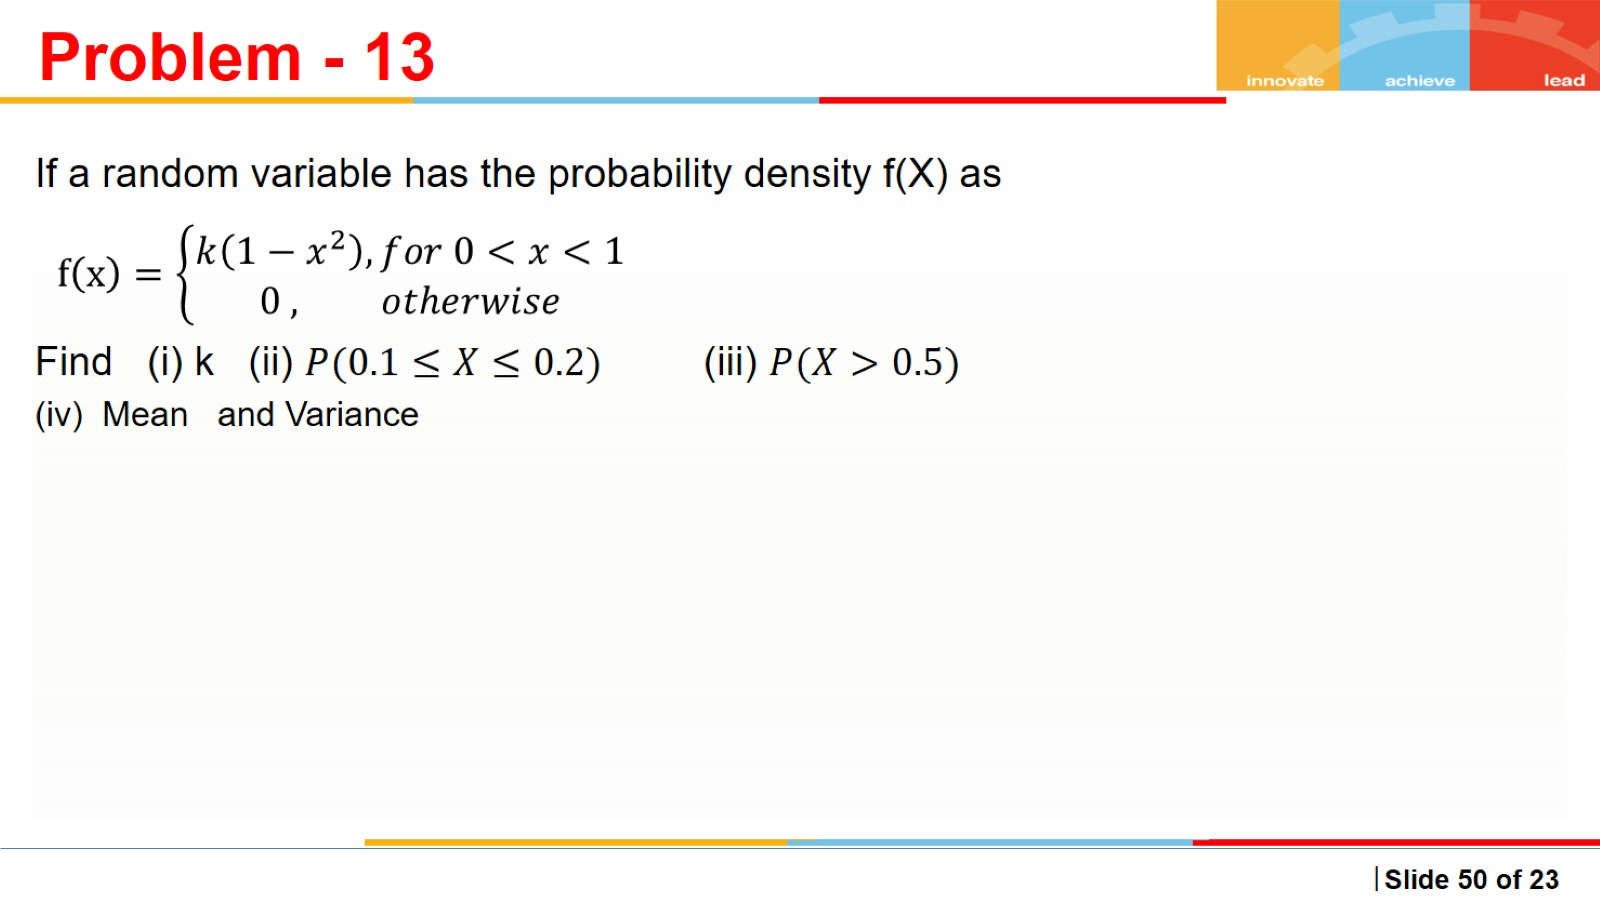 Problem - 13
innovate achieve lead
If a random variable has the probability density f(X) as
f(x) = {k(1 − x²), for 0 < x < 1
0 , otherwise
Find (i) k (ii) P(0.1 ≤ X ≤ 0.2) (iii) P(X > 0.5)
(iv) Mean and Variance
|Slide 50 of 23